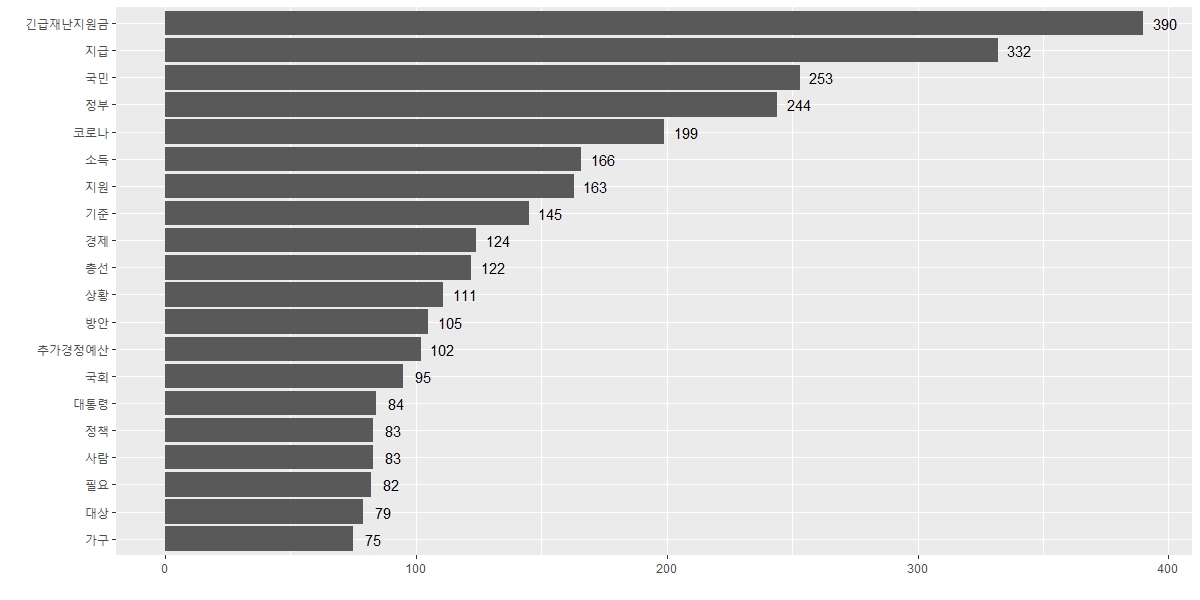 긴급재난지원금 390
지급 332
국민 253
정부 244
코로나 199
소득 166
지원 163
기준 145
경제 124
총선 122
상황 111
방안 105
추가경정예산 102
국회 95
대통령 84
정책 83
사람 83
필요 82
대상 79
가구 75
0 100 200 300 400